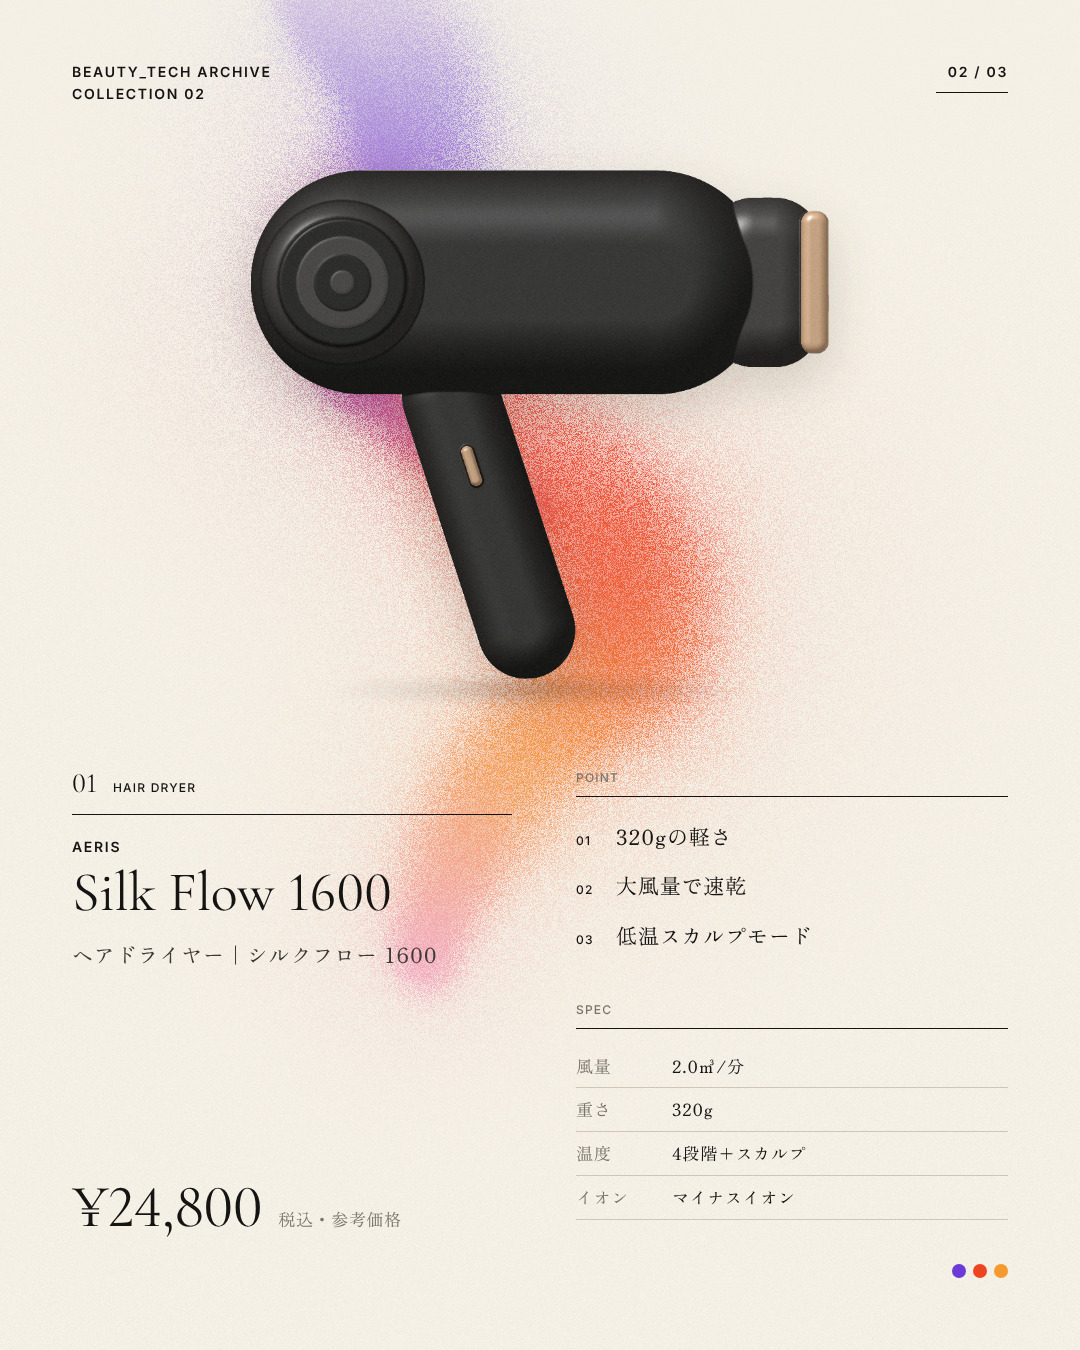 BEAUTY_TECH ARCHIVE
COLLECTION 02
02 / 03
01 HAIR DRYER
AERIS
Silk Flow 1600
ヘアドライヤー｜シルクフロー 1600
¥24,800 税込・参考価格
POINT
01 320gの軽さ
02 大風量で速乾
03 低温スカルプモード
SPEC
風量 2.0㎥/分
重さ 320g
温度 4段階＋スカルプ
イオン マイナスイオン